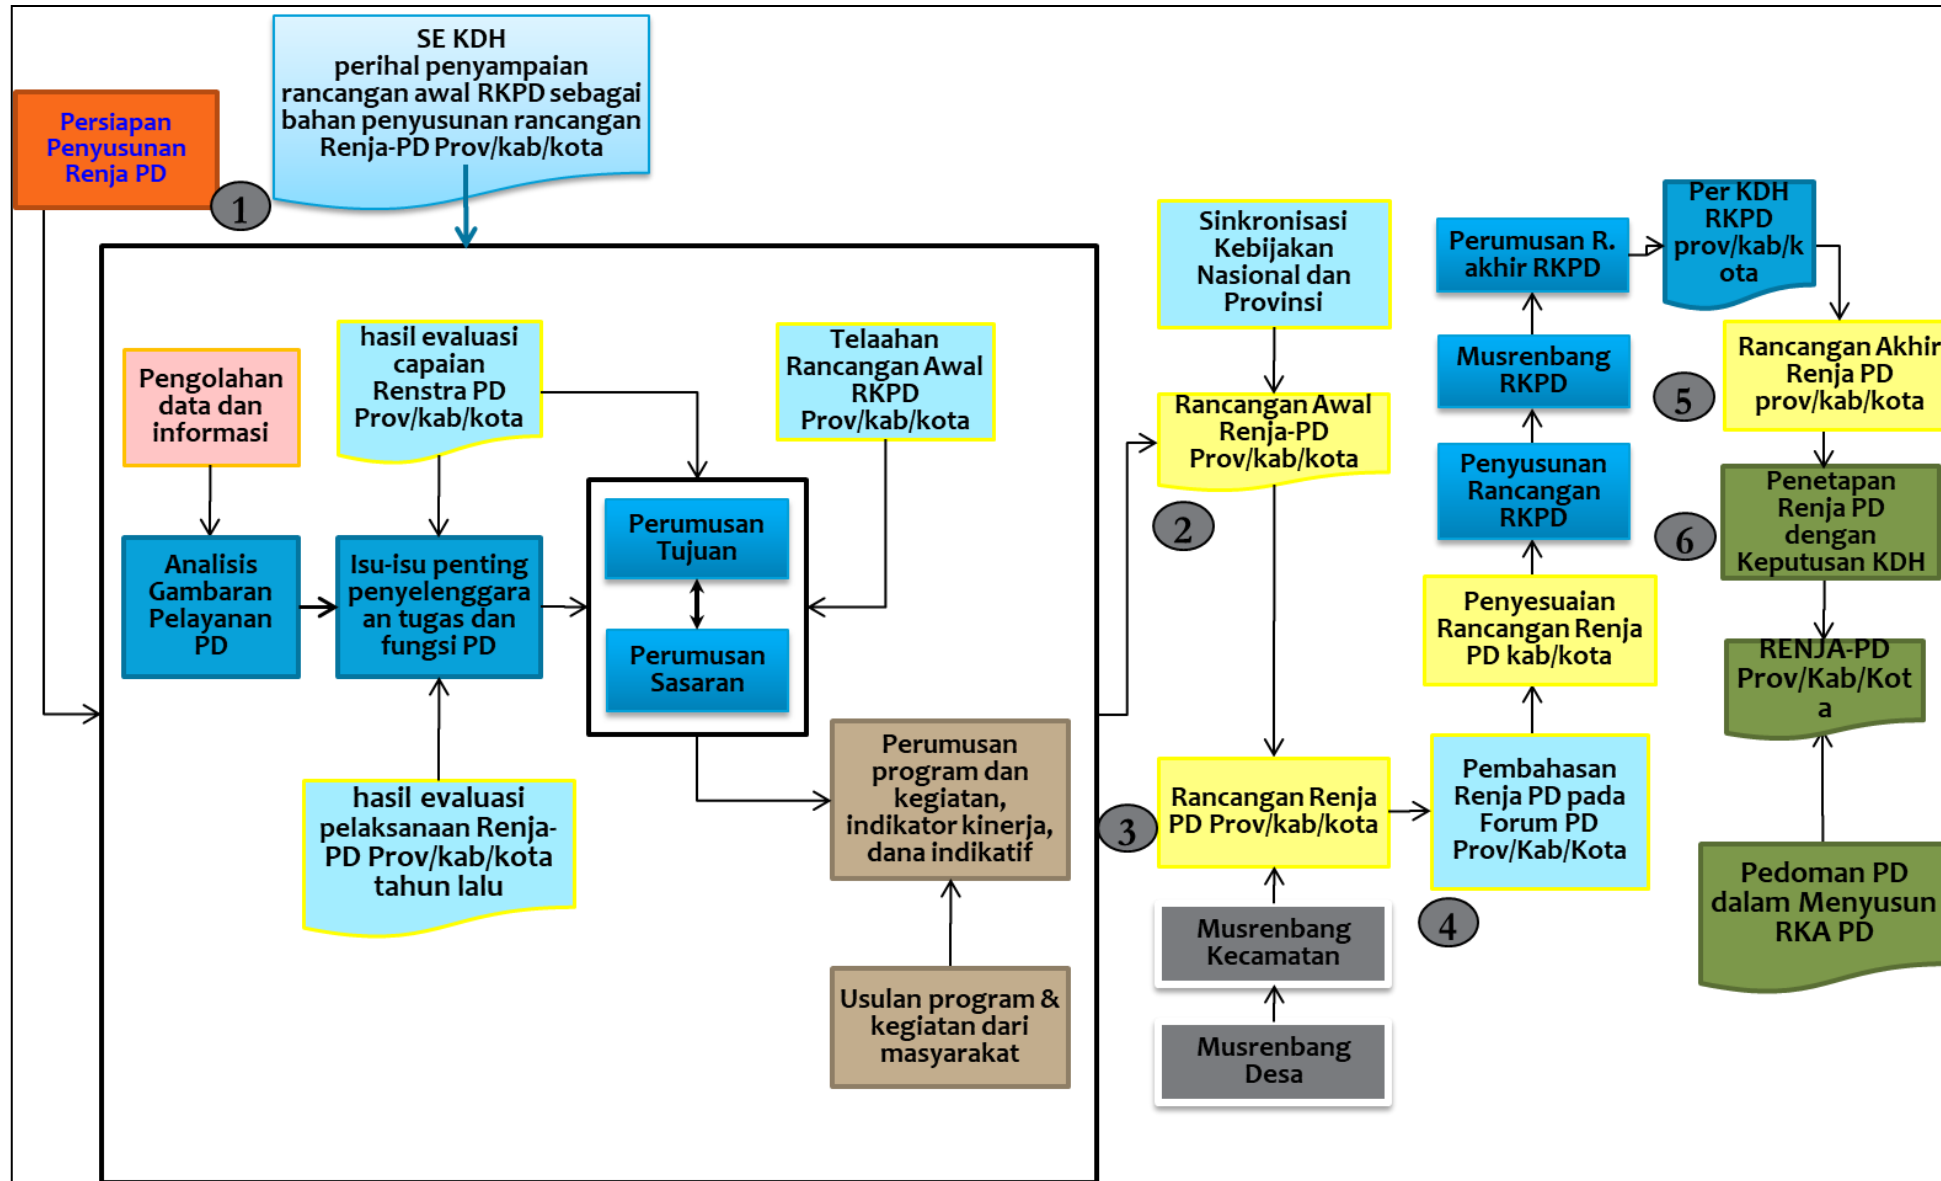 SE KDH
perihal penyampaian
rancangan awal RKPD sebagai
bahan penyusunan rancangan
Renja-PD Prov/kab/kota
Persiapan
Penyusunan
Renja PD
1
Pengolahan
data dan
informasi
hasil evaluasi
capaian
Renstra PD
Prov/kab/kota
Telaahan
Rancangan Awal
RKPD
Prov/kab/kota
Analisis
Gambaran
Pelayanan
PD
Isu-isu penting
penyelenggara
an tugas dan
fungsi PD
Perumusan
Tujuan
Perumusan
Sasaran
hasil evaluasi
pelaksanaan Renja-
PD Prov/kab/kota
tahun lalu
Perumusan
program dan
kegiatan,
indikator kinerja,
dana indikatif
Usulan program &
kegiatan dari
masyarakat
Sinkronisasi
Kebijakan
Nasional dan
Provinsi
Rancangan Awal
Renja-PD
Prov/kab/kota
2
Rancangan Renja
PD Prov/kab/kota
3
Musrenbang
Kecamatan
Musrenbang
Desa
Pembahasan
Renja PD pada
Forum PD
Prov/Kab/Kota
4
Penyesuaian
Rancangan Renja
PD kab/kota
Penyusunan
Rancangan
RKPD
Musrenbang
RKPD
Perumusan R.
akhir RKPD
Per KDH
RKPD
prov/kab/k
ota
Rancangan Akhir
Renja PD
prov/kab/kota
5
Penetapan
Renja PD
dengan
Keputusan KDH
6
RENJA-PD
Prov/Kab/Kot
a
Pedoman PD
dalam Menyusun
RKA PD